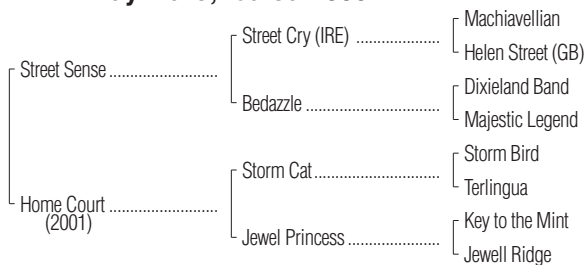 Street Cry (IRE)
Machiavellian
Helen Street (GB)
Street Sense
Bedazzle
Dixieland Band
Majestic Legend
Home Court
(2001)
Storm Cat
Storm Bird
Terlingua
Jewel Princess
Key to the Mint
Jewell Ridge